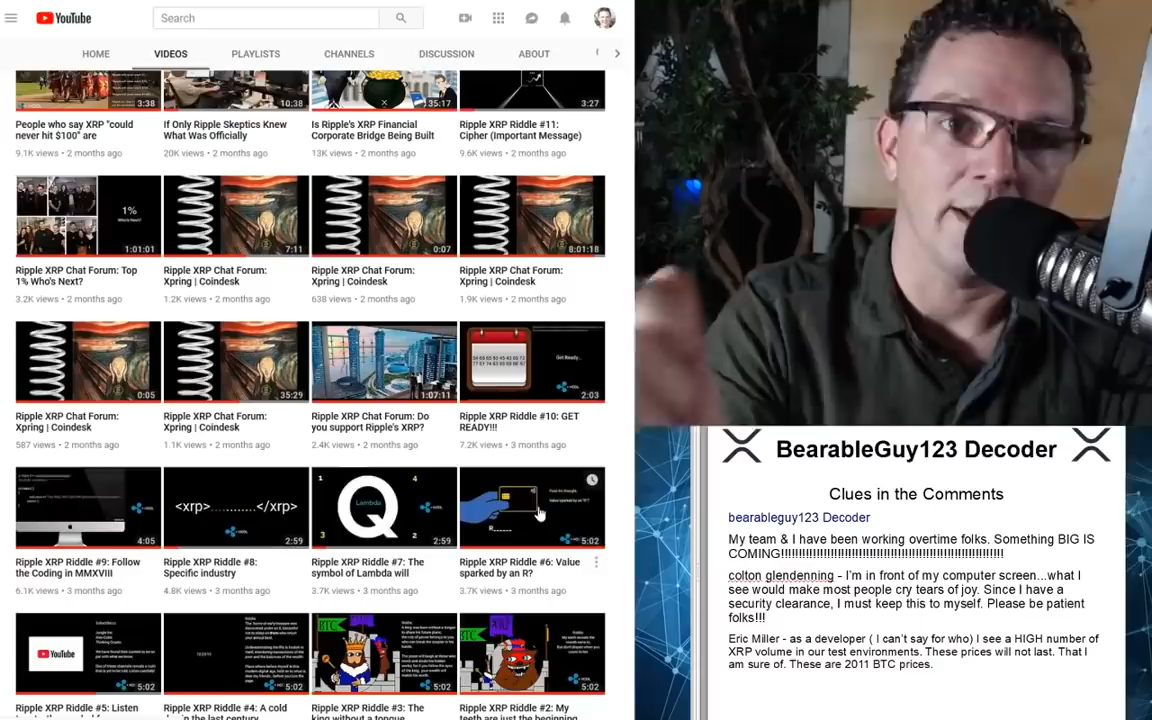 YouTube
Search
HOME VIDEOS PLAYLISTS CHANNELS DISCUSSION ABOUT
3:38
10:38
35:17
3:27
People who say XRP "could
never hit $100" are
9.1K views • 2 months ago
If Only Ripple Skeptics Knew
What Was Officially
20K views • 2 months ago
Is Ripple's XRP Financial
Corporate Bridge Being Built
13K views • 2 months ago
Ripple XRP Riddle #11:
Cipher (Important Message)
9.6K views • 2 months ago
1%
Who's Next?
1:01:01
7:11
0:07
8:01:18
Ripple XRP Chat Forum: Top
1% Who's Next?
3.2K views • 2 months ago
Ripple XRP Chat Forum:
Xpring | Coindesk
1.2K views • 2 months ago
Ripple XRP Chat Forum:
Xpring | Coindesk
638 views • 2 months ago
Ripple XRP Chat Forum:
Xpring | Coindesk
1.9K views • 2 months ago
0:05
35:29
1:07:11
Get Ready...
2:03
Ripple XRP Chat Forum:
Xpring | Coindesk
587 views • 2 months ago
Ripple XRP Chat Forum:
Xpring | Coindesk
1.1K views • 2 months ago
Ripple XRP Chat Forum: Do
you support Ripple's XRP?
2.4K views • 2 months ago
Ripple XRP Riddle #10: GET
READY!!!
7.2K views • 3 months ago
4:05
<xrp>..........</xrp>
2:59
1
4
Lambda
Q
2:59
5:02
Ripple XRP Riddle #9: Follow
the Coding in MMXVIII
6.1K views • 3 months ago
Ripple XRP Riddle #8:
Specific industry
4.8K views • 3 months ago
Ripple XRP Riddle #7: The
symbol of Lambda will
3.7K views • 3 months ago
Ripple XRP Riddle #6: Value
sparked by an R?
3.7K views • 3 months ago
YouTube
5:02
5:02
5:02
5:02
Ripple XRP Riddle #5: Listen
Ripple XRP Riddle #4: A cold
in the last century
Ripple XRP Riddle #3: The
king without a tongue
Ripple XRP Riddle #2: My
teeth are just the beginning
BearableGuy123 Decoder
Clues in the Comments
bearableguy123 Decoder
My team & I have been working overtime folks. Something BIG IS
COMING!!!!!!!!!!!!!!!!!!!!!!!!!!!!!!!!!!!!!!!!!!!!!!!!!!!!!!!!!!!!!!
colton glendenning - I'm in front of my computer screen...what I
see would make most people cry tears of joy. Since I have a
security clearance, I must keep this to myself. Please be patient
folks!!!
Eric Miller - as a developer ( I can't say for who) I see a HIGH number of
XRP volume in our test environments. These prices will not last. That I
am sure of. These are 2011 BTC prices.